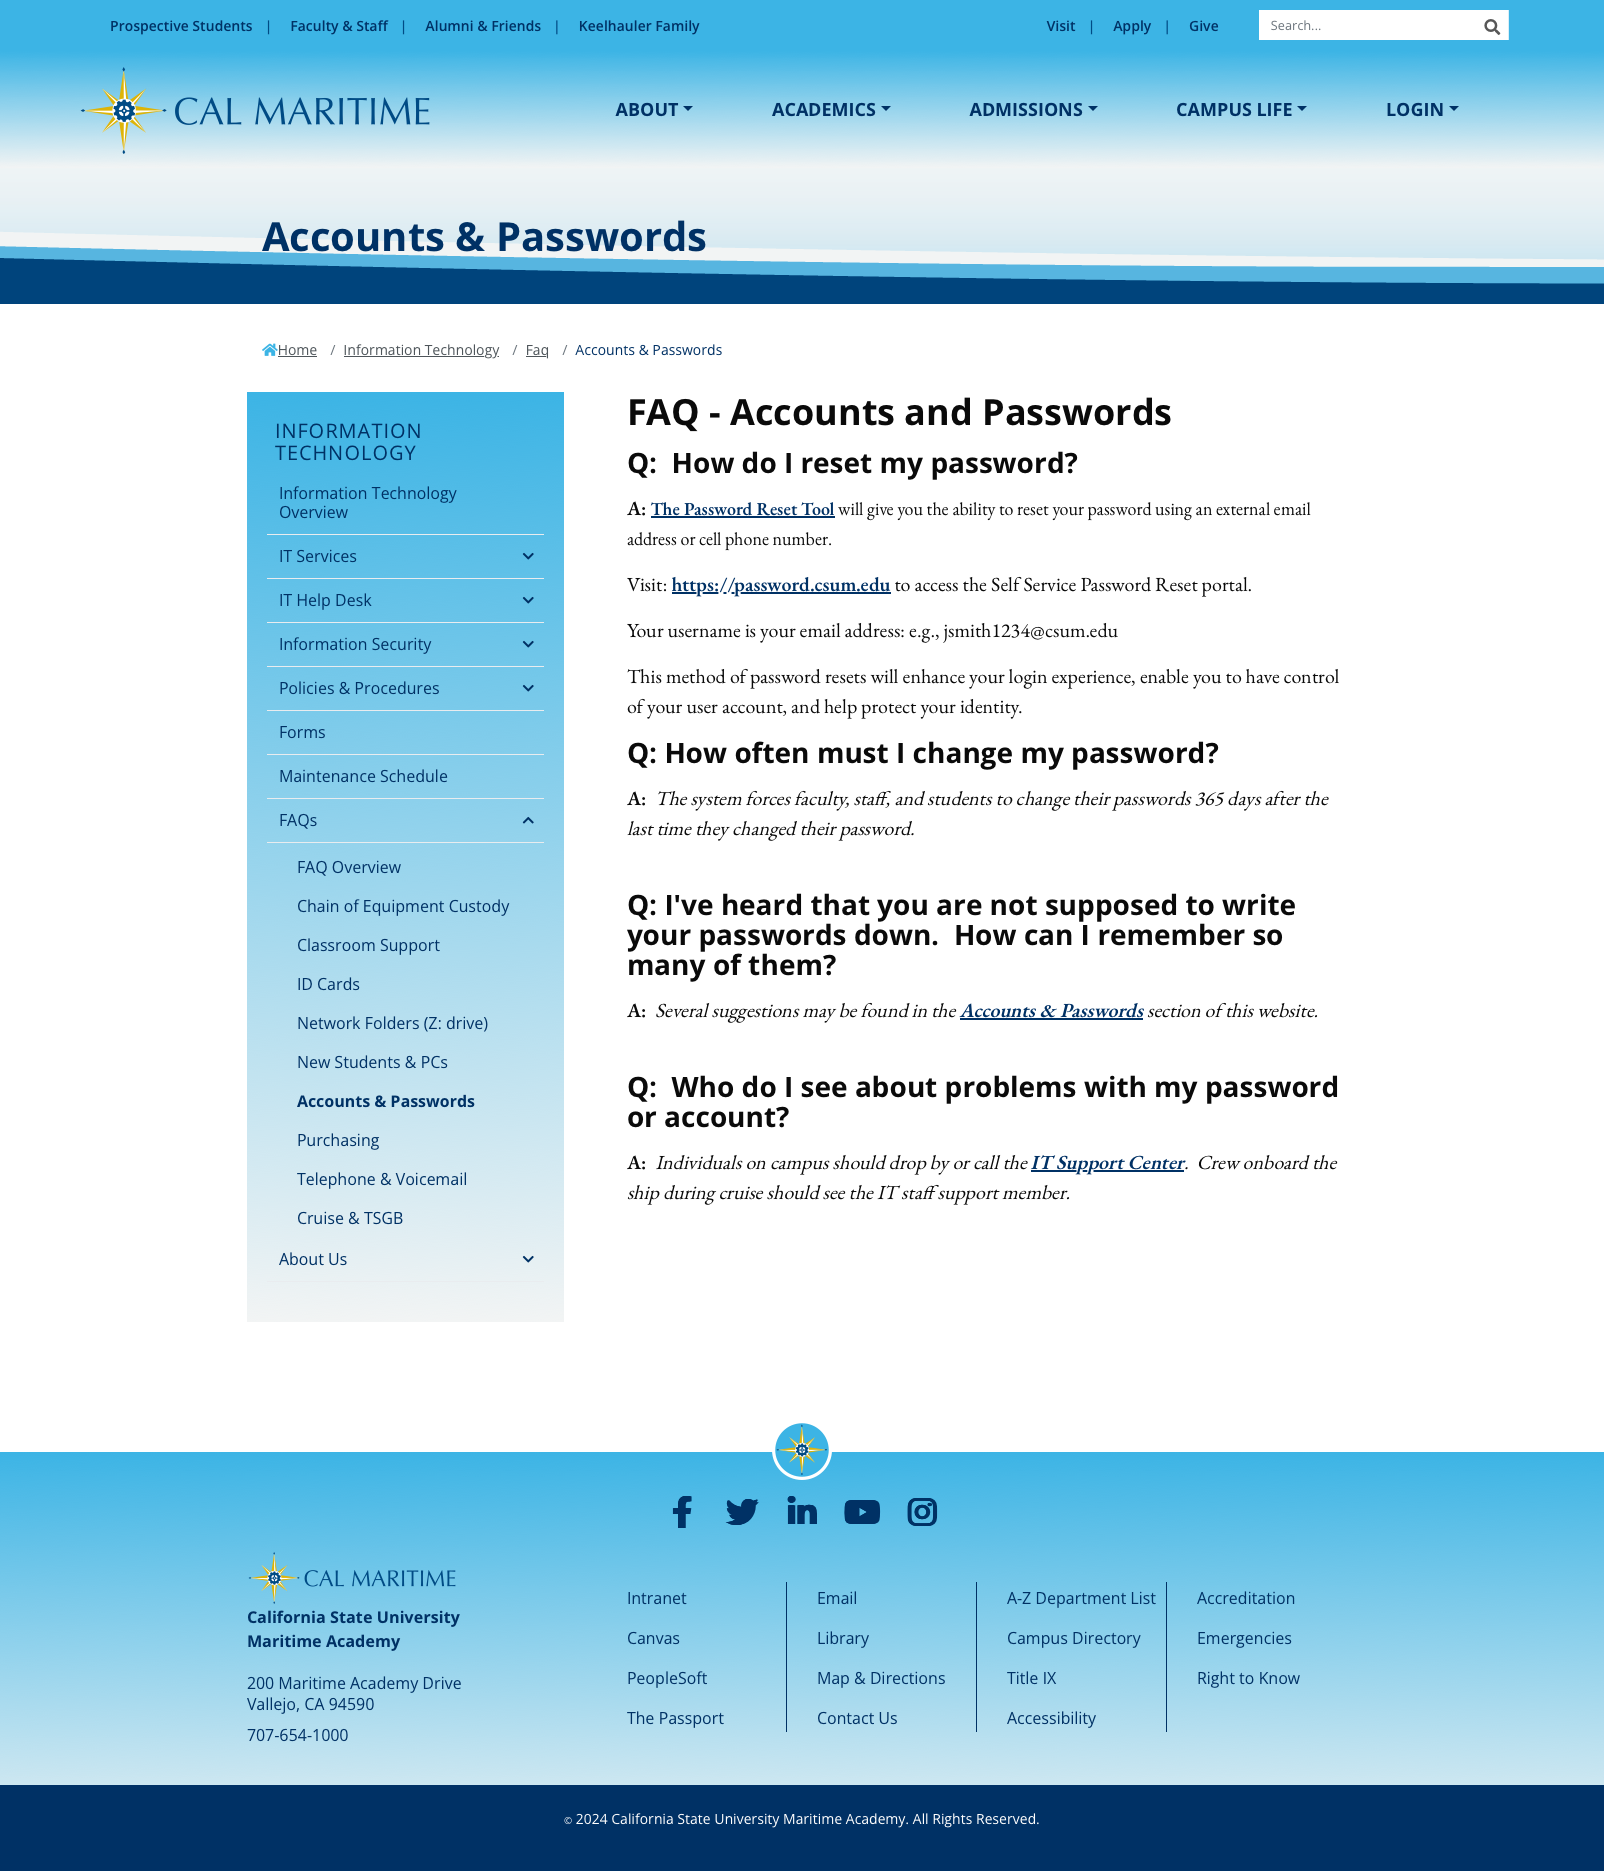 Prospective Students | Faculty & Staff | Alumni & Friends | Keelhauler Family
Visit | Apply | Give
Search...
CAL MARITIME
ABOUT ACADEMICS ADMISSIONS CAMPUS LIFE LOGIN
Accounts & Passwords
Home / Information Technology / Faq / Accounts & Passwords
INFORMATION
TECHNOLOGY
Information Technology
Overview
IT Services
IT Help Desk
Information Security
Policies & Procedures
Forms
Maintenance Schedule
FAQs
FAQ Overview
Chain of Equipment Custody
Classroom Support
ID Cards
Network Folders (Z: drive)
New Students & PCs
Accounts & Passwords
Purchasing
Telephone & Voicemail
Cruise & TSGB
About Us
FAQ - Accounts and Passwords
Q:  How do I reset my password?
A: The Password Reset Tool will give you the ability to reset your password using an external email
address or cell phone number.
Visit: https://password.csum.edu to access the Self Service Password Reset portal.
Your username is your email address: e.g., jsmith1234@csum.edu
This method of password resets will enhance your login experience, enable you to have control
of your user account, and help protect your identity.
Q: How often must I change my password?
A:  The system forces faculty, staff, and students to change their passwords 365 days after the
last time they changed their password.
Q: I've heard that you are not supposed to write
your passwords down.  How can I remember so
many of them?
A:  Several suggestions may be found in the Accounts & Passwords section of this website.
Q:  Who do I see about problems with my password
or account?
A:  Individuals on campus should drop by or call the IT Support Center.  Crew onboard the
ship during cruise should see the IT staff support member.
CAL MARITIME
California State University
Maritime Academy
200 Maritime Academy Drive
Vallejo, CA 94590
707-654-1000
Intranet
Canvas
PeopleSoft
The Passport
Email
Library
Map & Directions
Contact Us
A-Z Department List
Campus Directory
Title IX
Accessibility
Accreditation
Emergencies
Right to Know
© 2024 California State University Maritime Academy. All Rights Reserved.